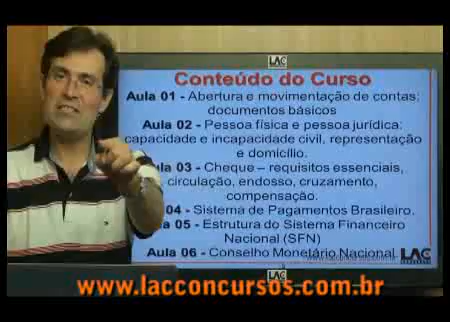 LAC
Conteúdo do Curso
Aula 01 - Abertura e movimentação de contas:
documentos básicos
Aula 02 - Pessoa física e pessoa jurídica:
capacidade e incapacidade civil, representação
e domicílio.
Aula 03 - Cheque – requisitos essenciais,
circulação, endosso, cruzamento,
compensação.
04 - Sistema de Pagamentos Brasileiro.
la 05 - Estrutura do Sistema Financeiro
Nacional (SFN)
Aula 06 - Conselho Monetário Nacional
LAC
www.lacconcursos.com.br